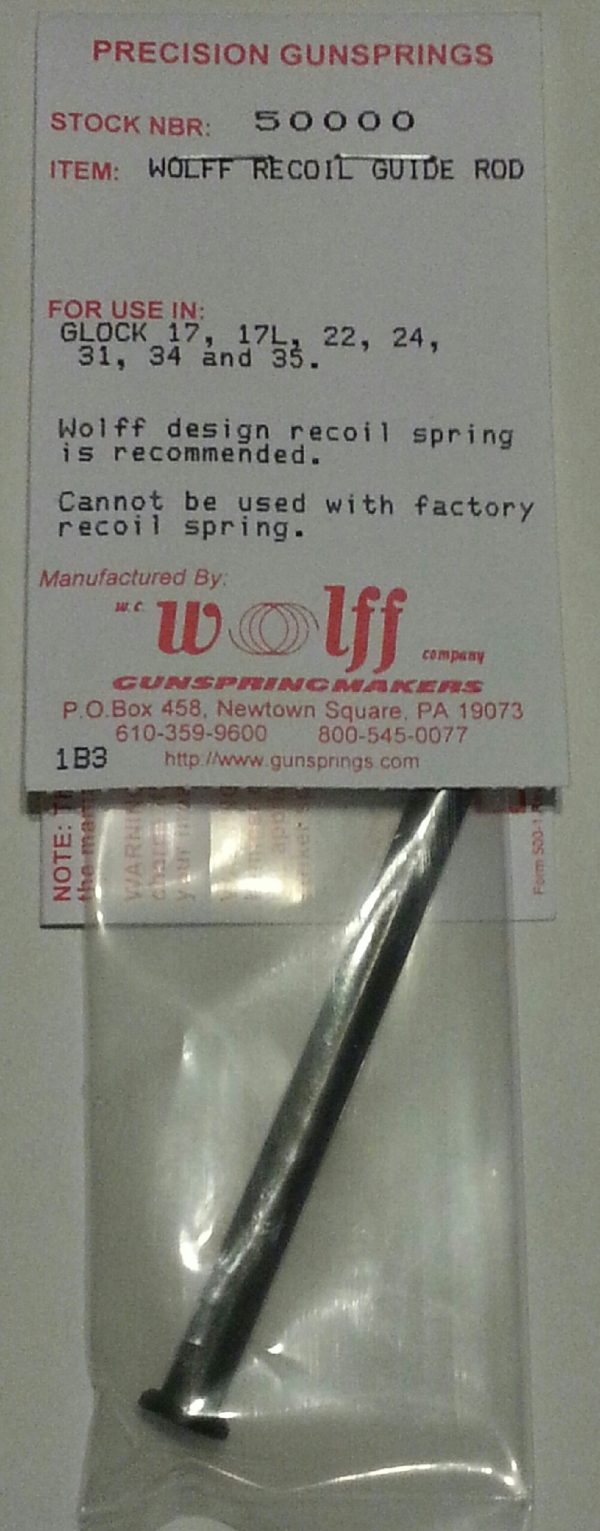 PRECISION GUNSPRINGS
STOCK NBR: 50000
ITEM: WOLFF RECOIL GUIDE ROD
FOR USE IN:
GLOCK 17, 17L, 22, 24,
31, 34 and 35.
Wolff design recoil spring
is recommended.
Cannot be used with factory
recoil spring.
Manufactured By:
W.C. Wolff company
GUNSPRINGMAKERS
P.O.Box 458, Newtown Square, PA 19073
610-359-9600 800-545-0077
1B3 http://www.gunsprings.com
NOTE:
the
Form